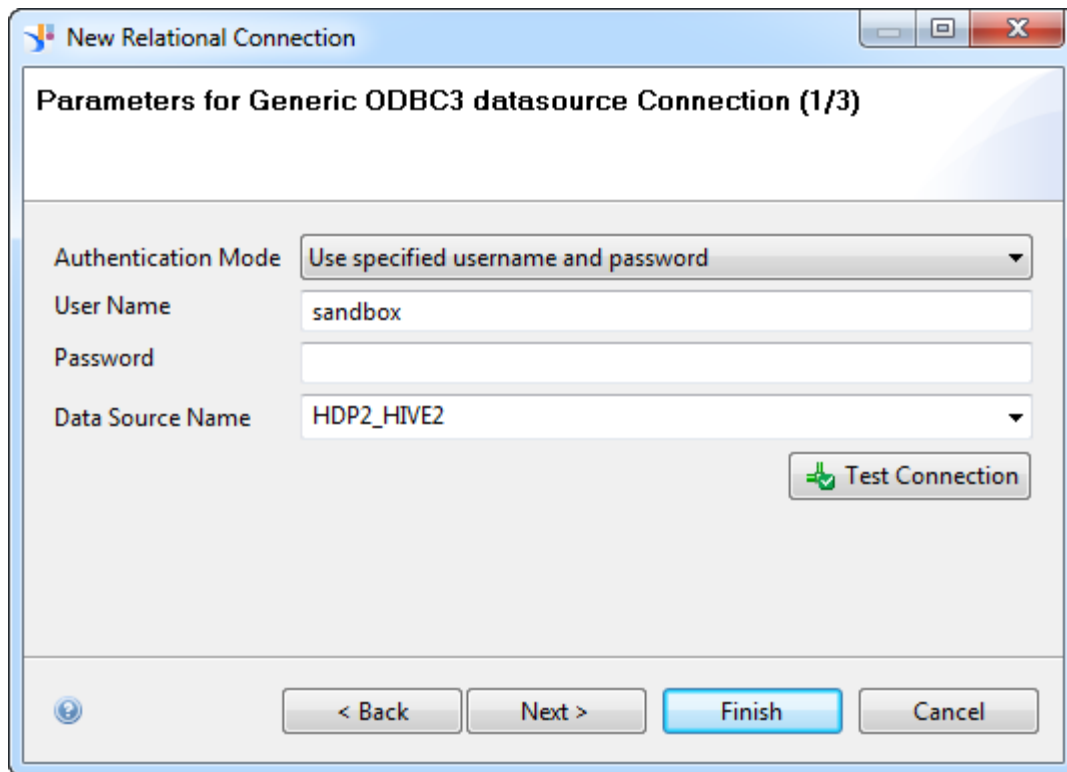 New Relational Connection
Parameters for Generic ODBC3 datasource Connection (1/3)
Authentication Mode Use specified username and password
User Name sandbox
Password
Data Source Name HDP2_HIVE2
Test Connection
< Back Next > Finish Cancel